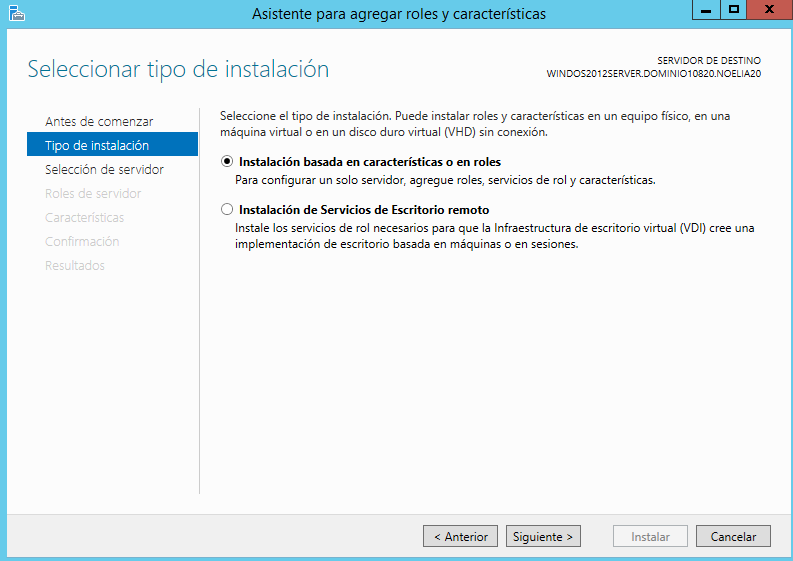 Asistente para agregar roles y características
Seleccionar tipo de instalación
SERVIDOR DE DESTINO
WINDOS2012SERVER.DOMINIO10820.NOELIA20
Antes de comenzar
Tipo de instalación
Selección de servidor
Roles de servidor
Características
Confirmación
Resultados
Seleccione el tipo de instalación. Puede instalar roles y características en un equipo físico, en una
máquina virtual o en un disco duro virtual (VHD) sin conexión.
Instalación basada en características o en roles
Para configurar un solo servidor, agregue roles, servicios de rol y características.
Instalación de Servicios de Escritorio remoto
Instale los servicios de rol necesarios para que la Infraestructura de escritorio virtual (VDI) cree una
implementación de escritorio basada en máquinas o en sesiones.
< Anterior
Siguiente >
Instalar
Cancelar